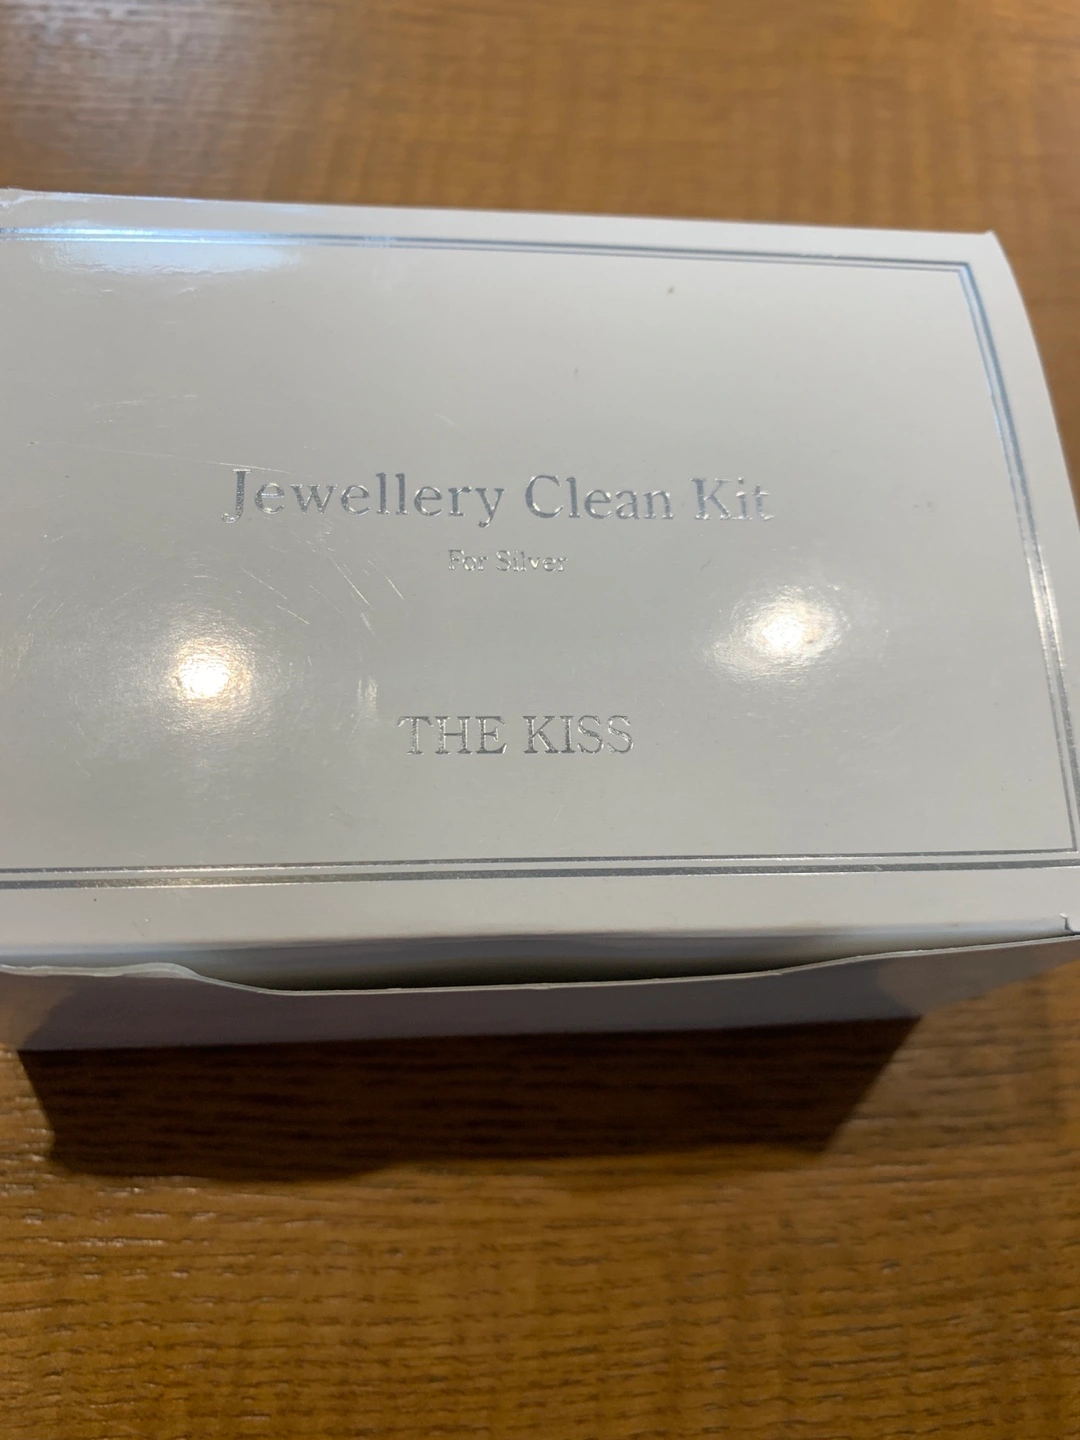 Jewellery Clean Kit
For Silver
THE KISS